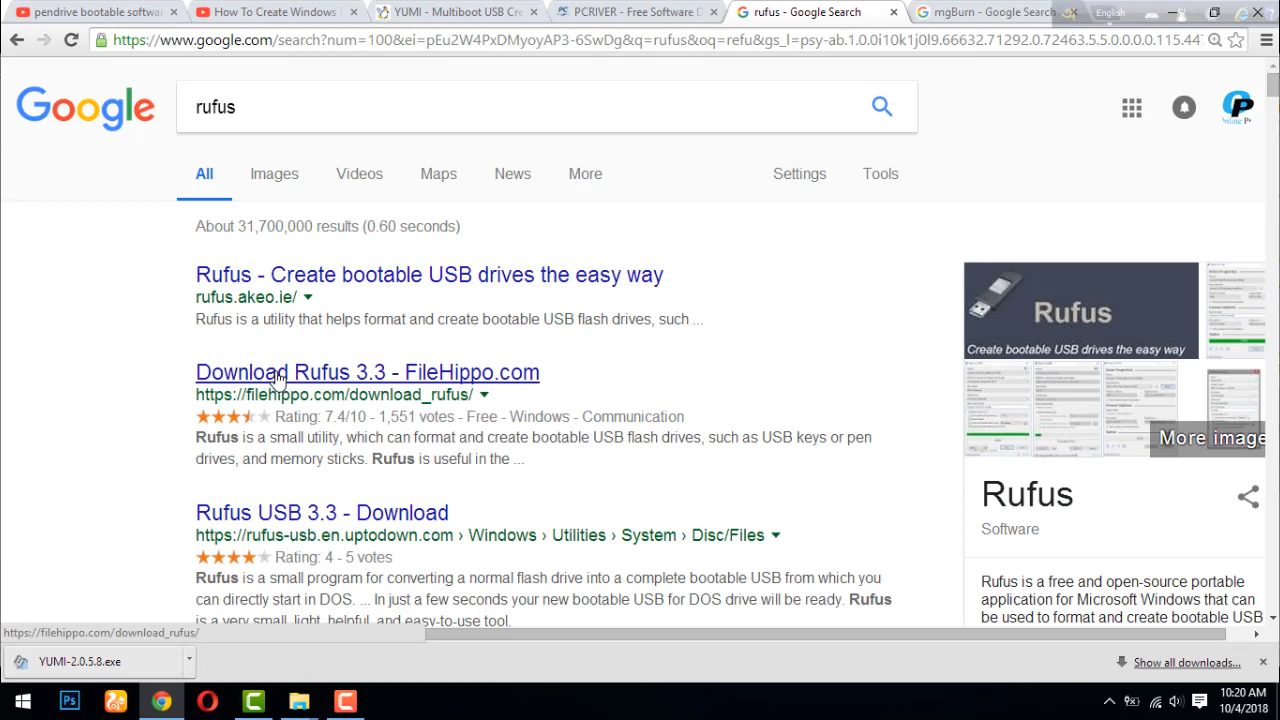 pendrive bootable softwar
How To Create Windows
YUMI - Multiboot USB Cre
PCRIVER - Free Software D
rufus - Google Search
mgBurn - Google Search
English
https://www.google.com/search?num=100&ei=pEu2W4PxDMyoyAP3-6SwDg&q=rufus&oq=refu&gs_l=psy-ab.1.0.0i10k1j0l9.66632.71292.0.72463.5.5.0.0.0.0.115.447
Google
rufus
All
Images
Videos
Maps
News
More
Settings
Tools
About 31,700,000 results (0.60 seconds)
Rufus - Create bootable USB drives the easy way
rufus.akeo.ie/
Rufus is a utility that helps format and create bootable USB flash drives, such ...
Download Rufus 3.3 - FileHippo.com
https://filehippo.com/download_rufus/
Rating: 7.4/10 - 1,551 votes - Free - Windows - Communication
Rufus is a small utility, which can format and create bootable USB flash drives, such as USB keys or pen
drives, and memory sticks. Rufus is useful in the ...
Rufus USB 3.3 - Download
https://rufus-usb.en.uptodown.com › Windows › Utilities › System › Disc/Files
Rating: 4 - 5 votes
Rufus is a small program for converting a normal flash drive into a complete bootable USB from which you
can directly start in DOS. ... In just a few seconds your new bootable USB for DOS drive will be ready. Rufus
is a very small, light, helpful, and easy-to-use tool.
Rufus
Create bootable USB drives the easy way
More image
Rufus
Software
Rufus is a free and open-source portable
application for Microsoft Windows that can
be used to format and create bootable USB
https://filehippo.com/download_rufus/
YUMI-2.0.5.8.exe
Show all downloads...
Ps
10:20 AM
10/4/2018